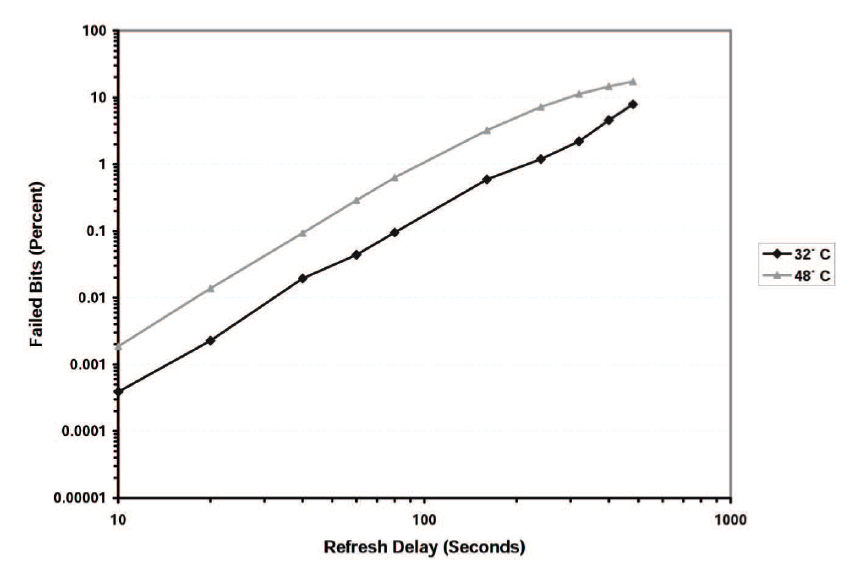 100
10
1
0.1
0.01
0.001
0.0001
0.00001
10 100 1000
Failed Bits (Percent)
Refresh Delay (Seconds)
32° C
48° C